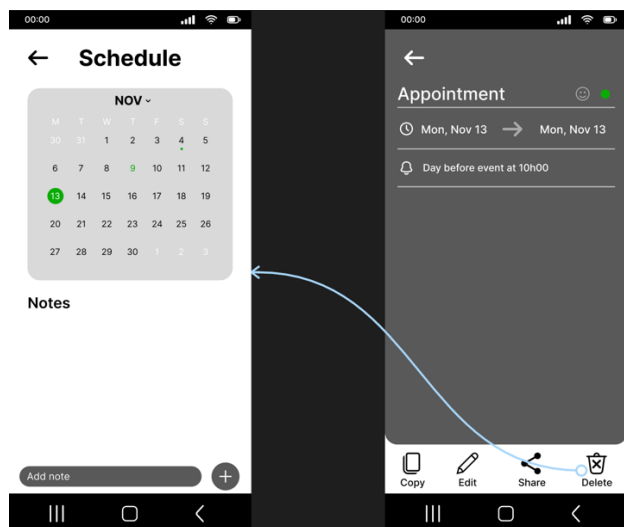 00:00
Schedule
NOV
M T W T F S S
30 31 1 2 3 4 5
6 7 8 9 10 11 12
13 14 15 16 17 18 19
20 21 22 23 24 25 26
27 28 29 30 1 2 3
Notes
Add note
00:00
Appointment
Mon, Nov 13 Mon, Nov 13
Day before event at 10h00
Copy Edit Share Delete